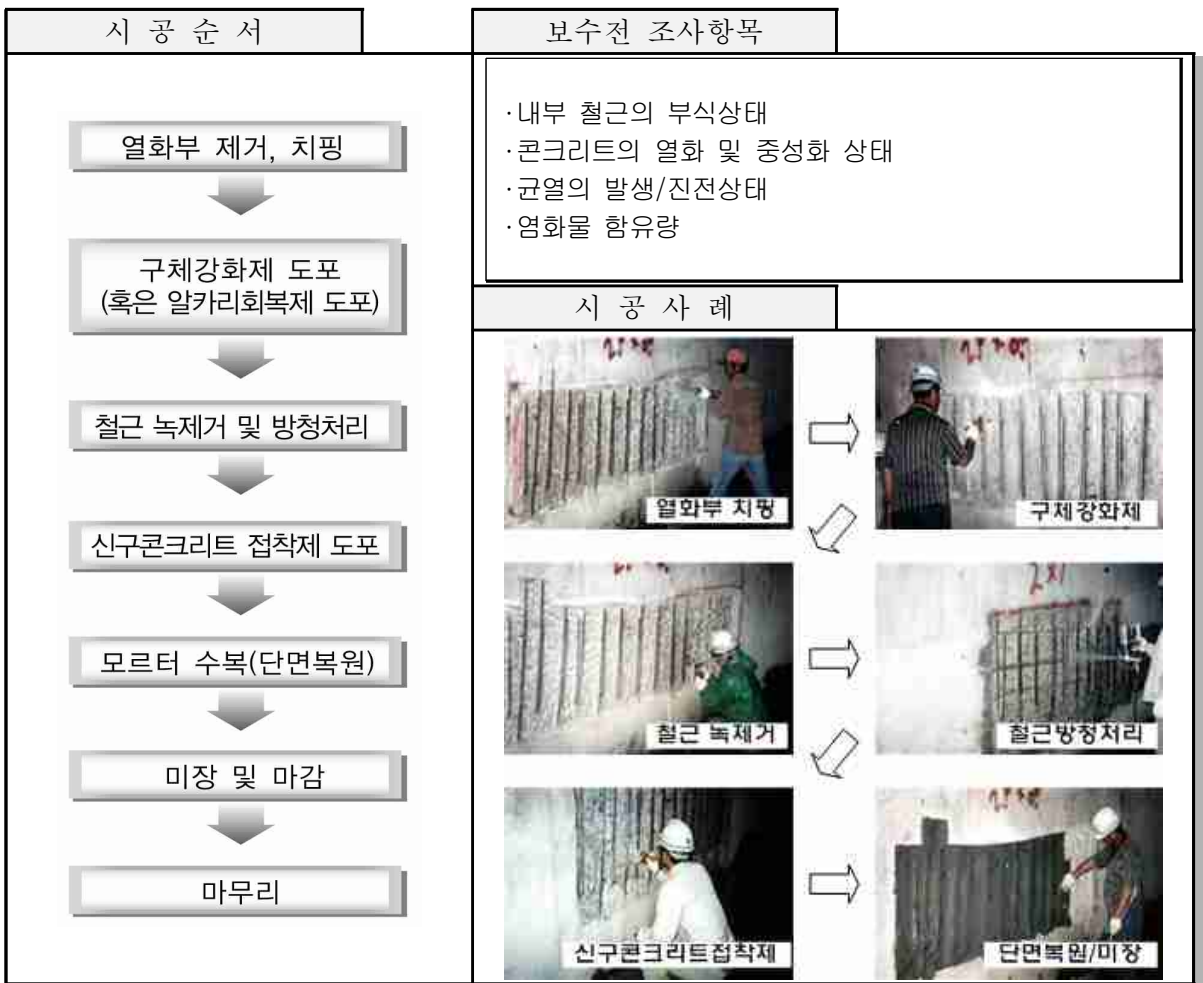 시 공 순 서
열화부 제거, 치핑
구체강화제 도포
(혹은 알카리회복제 도포)
철근 녹제거 및 방청처리
신구콘크리트 접착제 도포
모르터 수복(단면복원)
미장 및 마감
마무리
보수전 조사항목
·내부 철근의 부식상태
·콘크리트의 열화 및 중성화 상태
·균열의 발생/진전상태
·염화물 함유량
시 공 사 례
열화부 치핑
구체강화제
철근 녹제거
철근방청처리
신구콘크리트접착제
단면복원/미장